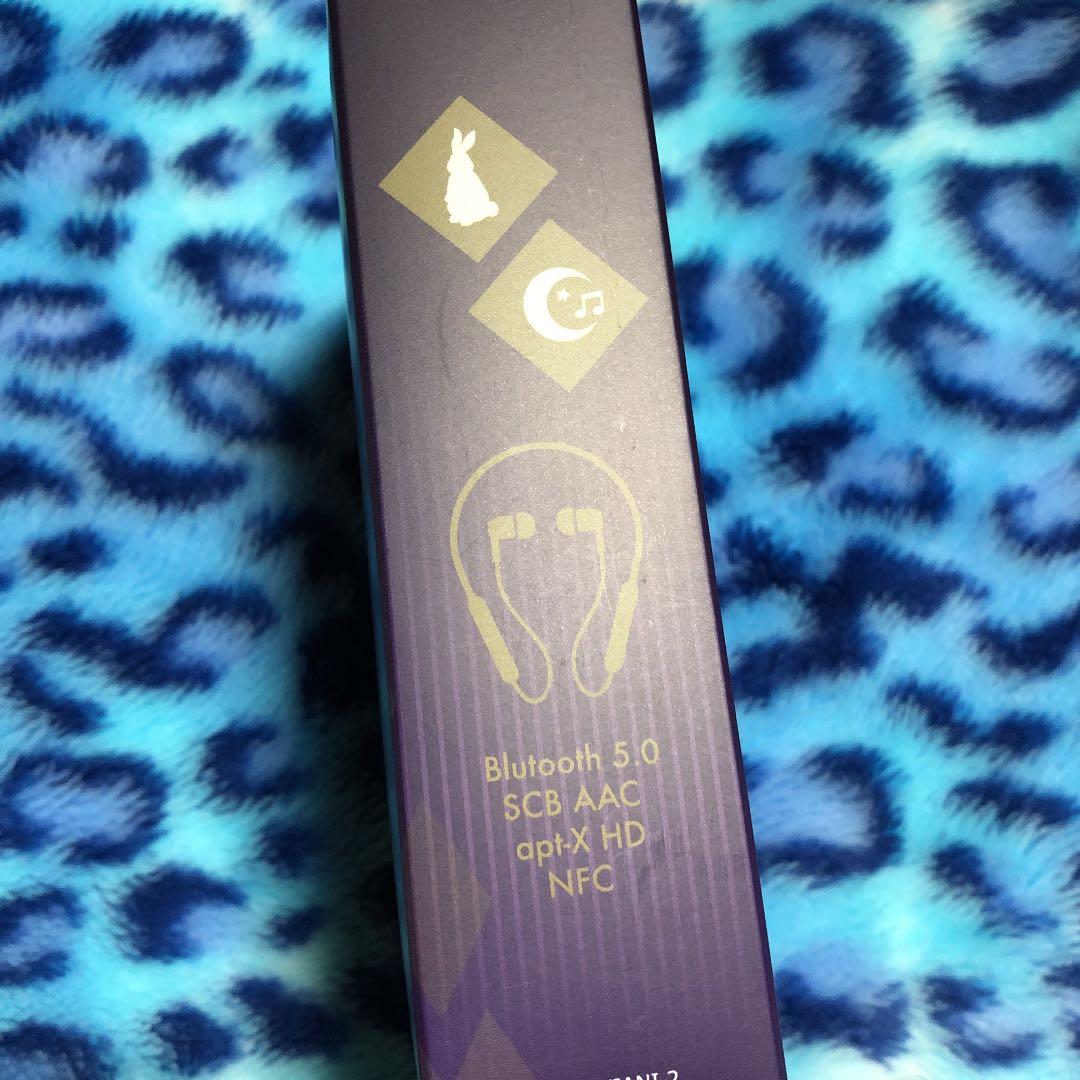 Blutooth 5.0
SCB AAC
apt-X HD
NFC